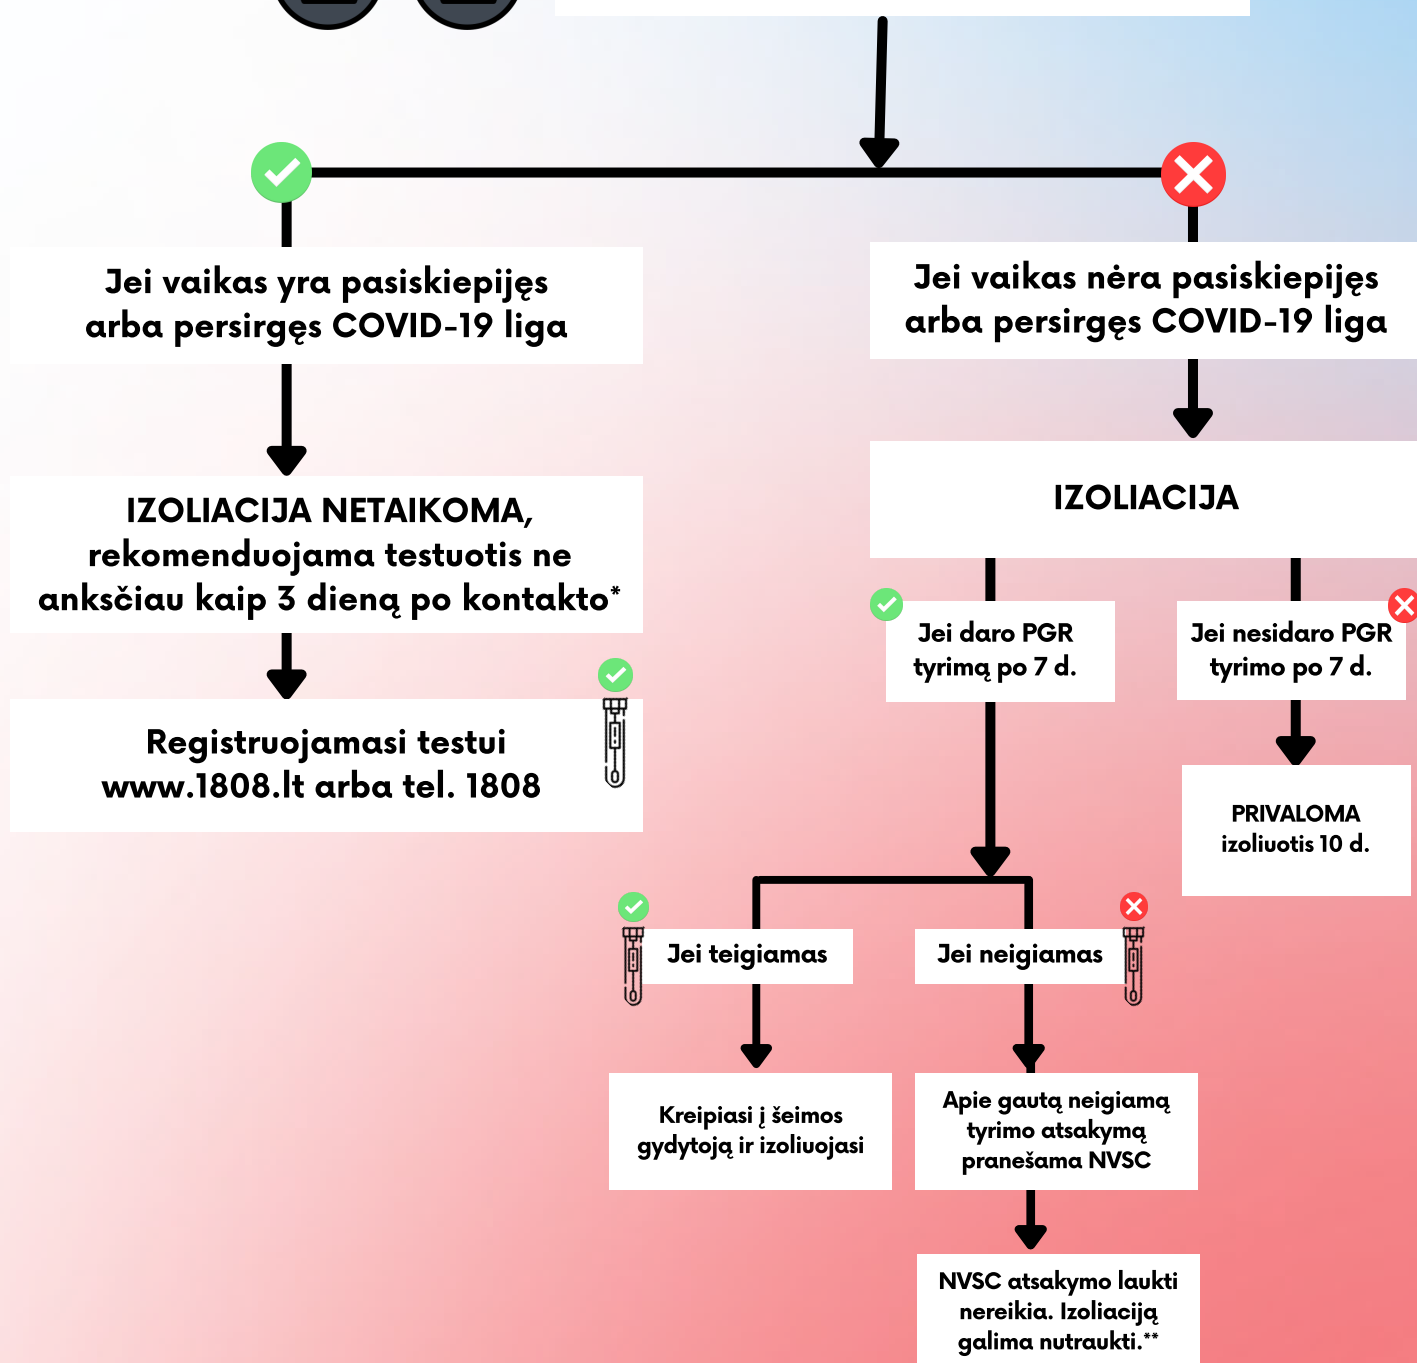 Jei vaikas yra pasiskiepijęs
arba persirgęs COVID-19 liga
IZOLIACIJA NETAIKOMA,
rekomenduojama testuotis ne
anksčiau kaip 3 dieną po kontakto*
Registruojamasi testui
www.1808.lt arba tel. 1808
Jei vaikas nėra pasiskiepijęs
arba persirgęs COVID-19 liga
IZOLIACIJA
Jei daro PGR
tyrimą po 7 d.
Jei nesidaro PGR
tyrimo po 7 d.
PRIVALOMA
izoliuotis 10 d.
Jei teigiamas
Jei neigiamas
Kreipiasi į šeimos
gydytoją ir izoliuojasi
Apie gautą neigiamą
tyrimo atsakymą
pranešama NVSC
NVSC atsakymo laukti
nereikia. Izoliaciją
galima nutraukti.**